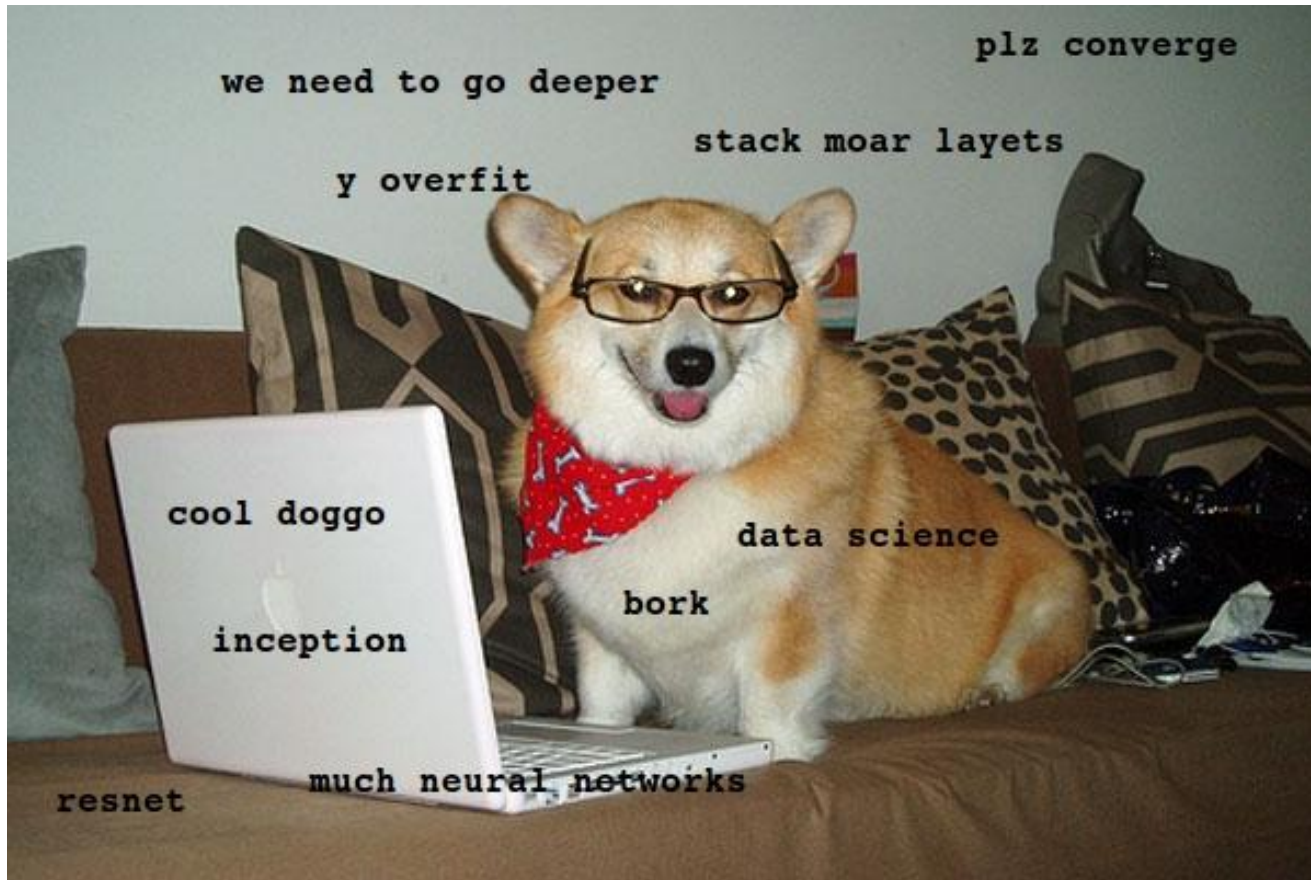 plz converge
we need to go deeper
stack moar layets
y overfit
cool doggo
data science
bork
inception
much neural networks
resnet